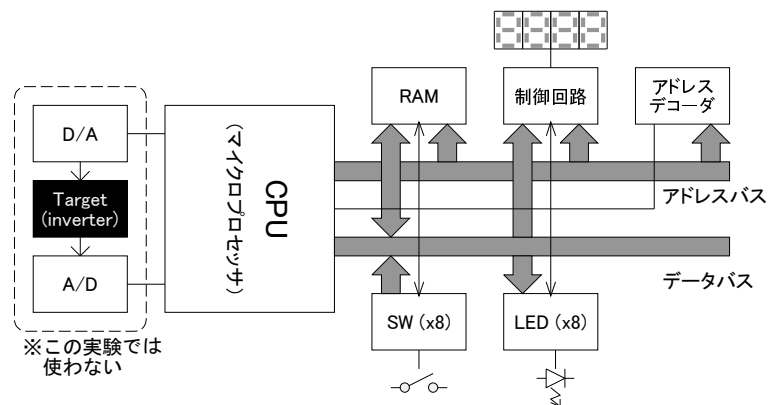 RAM
制御回路
アドレス
デコーダ
D/A
Target
(inverter)
A/D
CPU
(マイクロプロセッサ)
アドレスバス
データバス
SW (x8)
LED (x8)
※この実験では
使わない